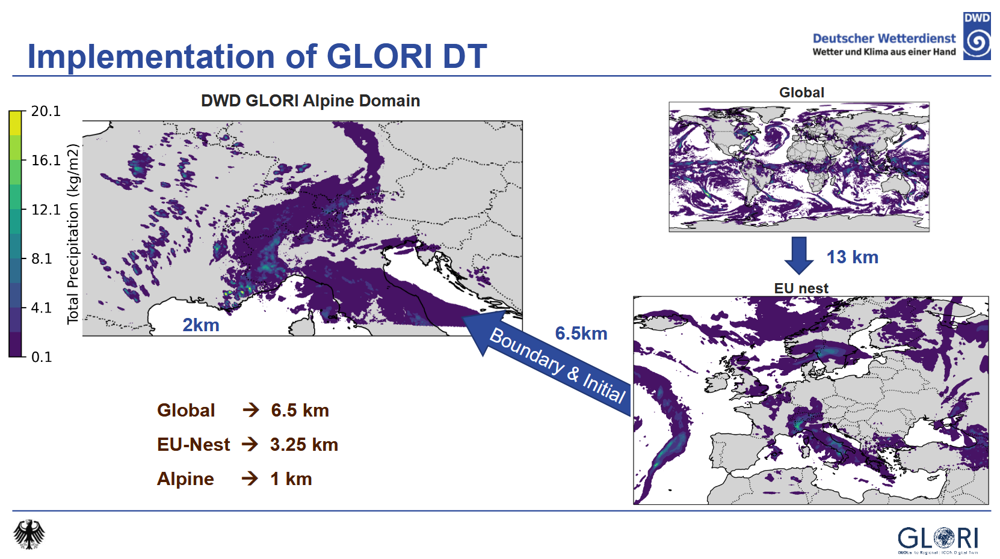 Implementation of GLORI DT
DWD
Deutscher Wetterdienst
Wetter und Klima aus einer Hand
DWD GLORI Alpine Domain
20.1
16.1
12.1
8.1
4.1
0.1
Total Precipitation (kg/m2)
2km
Global
13 km
EU nest
6.5km
Boundary & Initial
Global → 6.5 km
EU-Nest → 3.25 km
Alpine → 1 km
GLORI
GLObal to Regional ICON Digital Twin